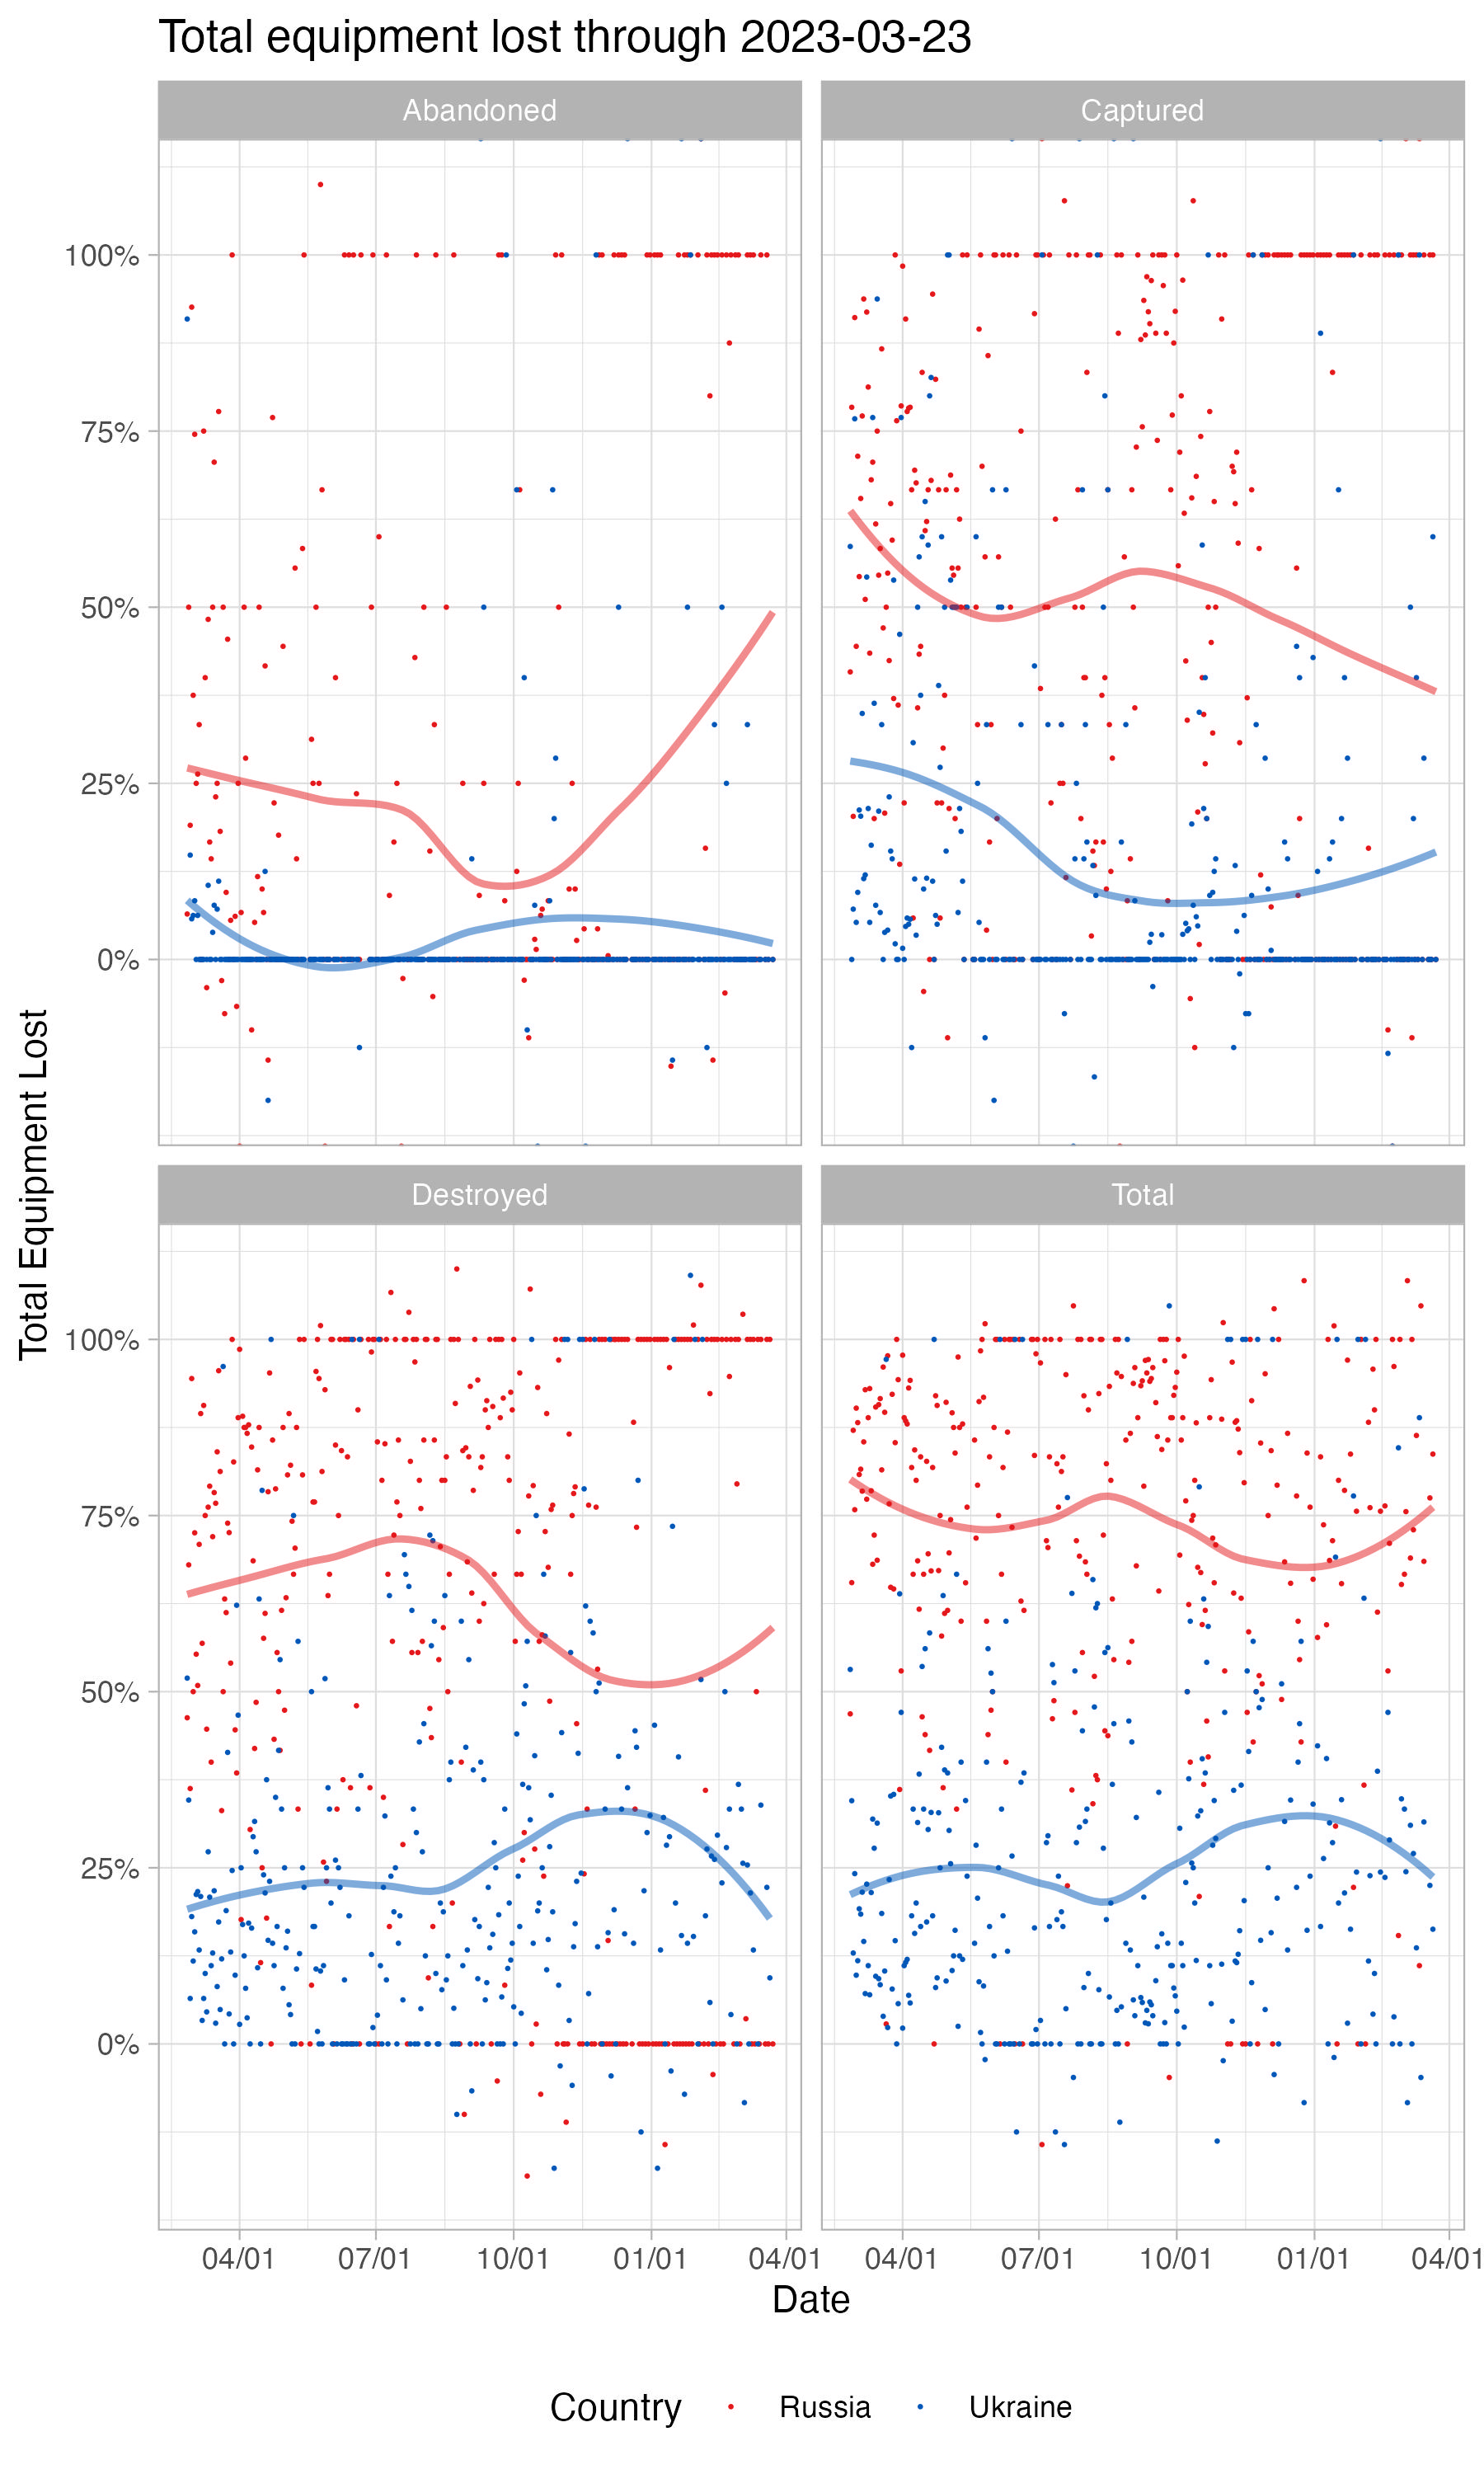 Total equipment lost through 2023-03-23
Abandoned
Captured
100%
75%
50%
25%
0%
Total Equipment Lost
Destroyed
Total
100%
75%
50%
25%
0%
04/01 07/01 10/01 01/01 04/01
04/01 07/01 10/01 01/01 04/01
Date
Country Russia Ukraine